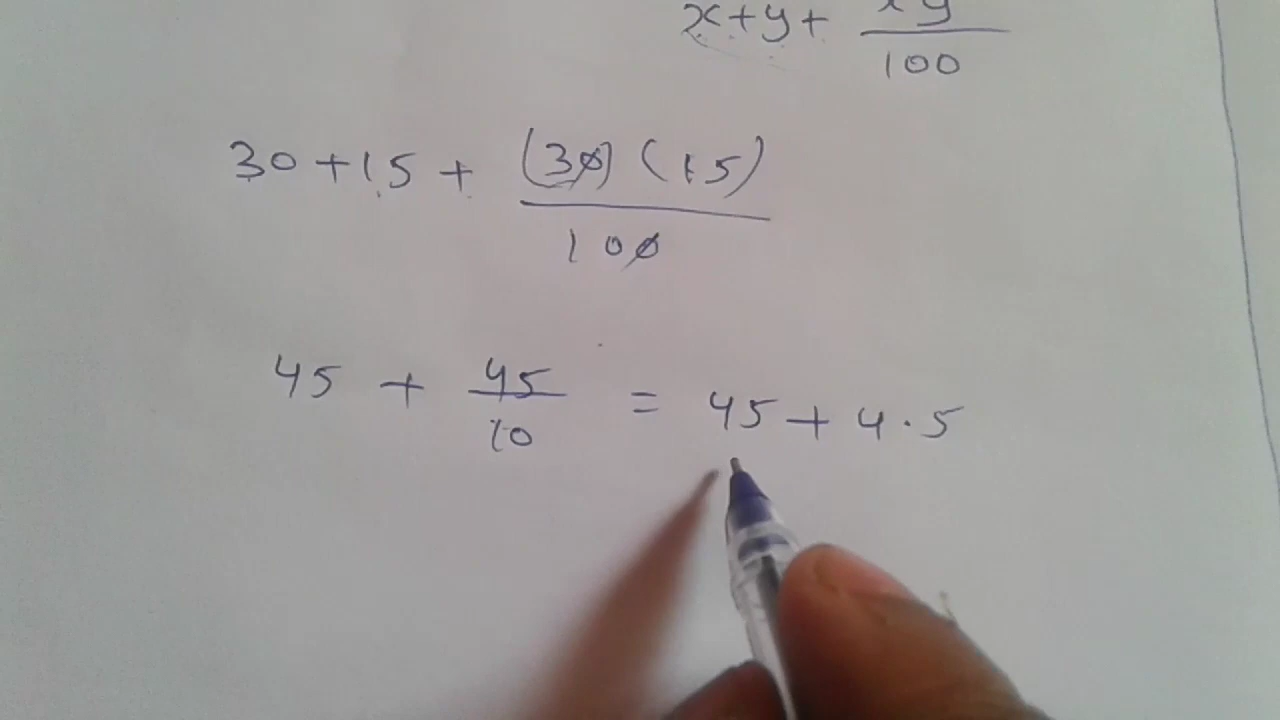 x+y+ xy/100
30+15+ (30)(15)/100
45 + 45/10 = 45+4.5